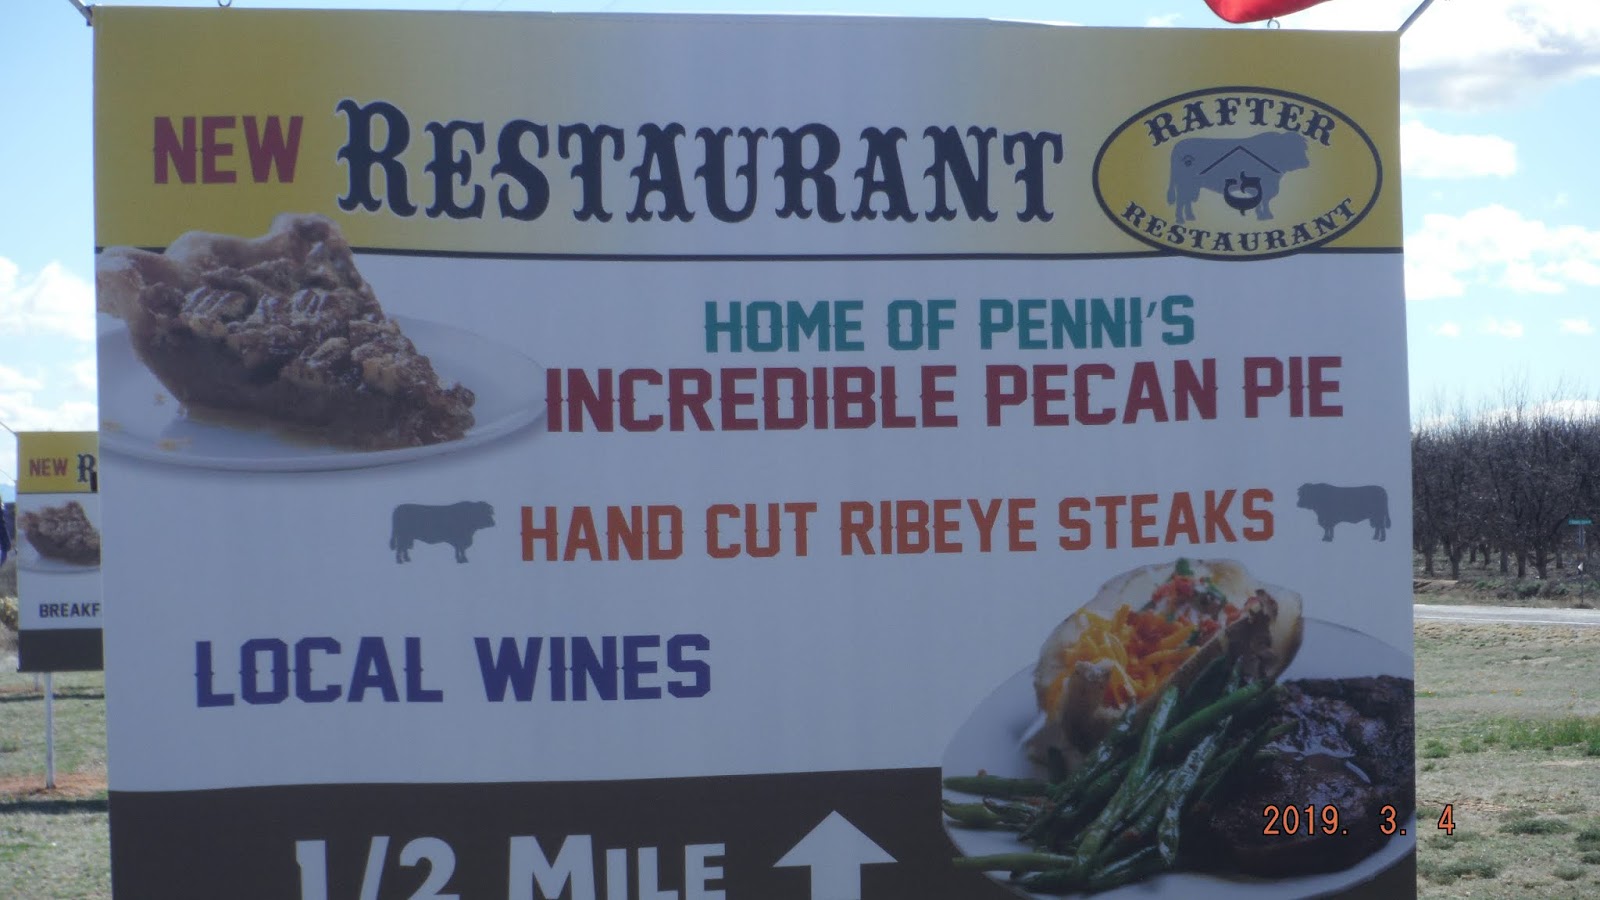 NEW RESTAURANT
RAFTER
RESTAURANT
HOME OF PENNI'S
INCREDIBLE PECAN PIE
HAND CUT RIBEYE STEAKS
LOCAL WINES
1/2 MILE
NEW R
BREAKF
2019. 3. 4